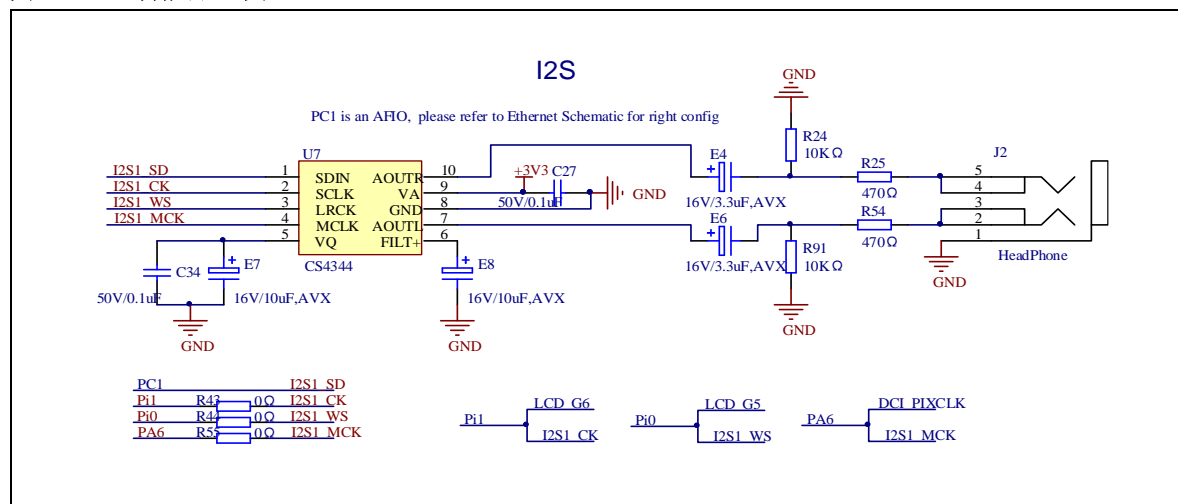 I2S
PC1 is an AFIO, please refer to Ethernet Schematic for right config
GND
U7
R24
10KΩ
I2S1_SD 1 SDIN AOUTR 10
I2S1_CK 2 SCLK VA 9
I2S1_WS 3 LRCK GND 8
I2S1_MCK 4 MCLK AOUTL 7
5 VQ FILT+ 6
CS4344
+3V3 C27
50V/0.1uF
GND
E4
16V/3.3uF,AVX
R25
470Ω
E6
16V/3.3uF,AVX
R54
470Ω
R91
10KΩ
GND
J2
5
4
3
2
1
HeadPhone
GND
C34
50V/0.1uF
E7
16V/10uF,AVX
GND
E8
16V/10uF,AVX
GND
PC1 I2S1_SD
Pi1 R43 0Ω I2S1_CK
Pi0 R44 0Ω I2S1_WS
PA6 R55 0Ω I2S1_MCK
Pi1 LCD_G6
I2S1_CK
Pi0 LCD_G5
I2S1_WS
PA6 DCI_PIXCLK
I2S1_MCK